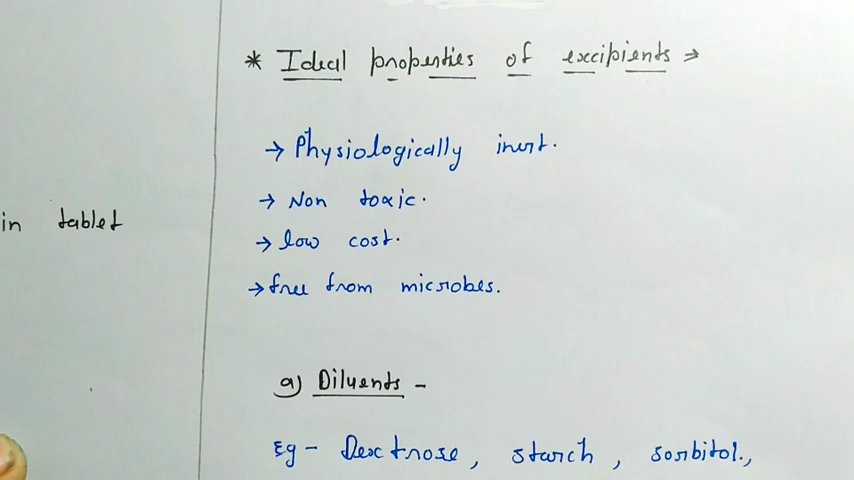 * Ideal properties of excipients →
→ Physiologically inert.
→ Non toxic.
in tablet
→ low cost.
→ free from microbes.
a) Diluents -
Eg - Dextrose, starch, sorbitol.,